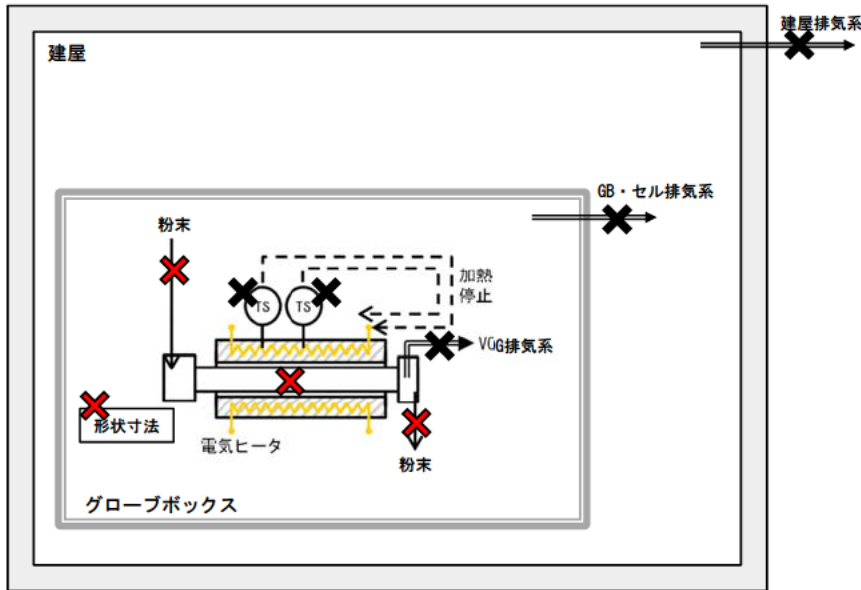 建屋排気系
建屋
GB・セル排気系
粉末
加熱
停止
TS
TS
VOG排気系
形状寸法
電気ヒータ
粉末
グローブボックス